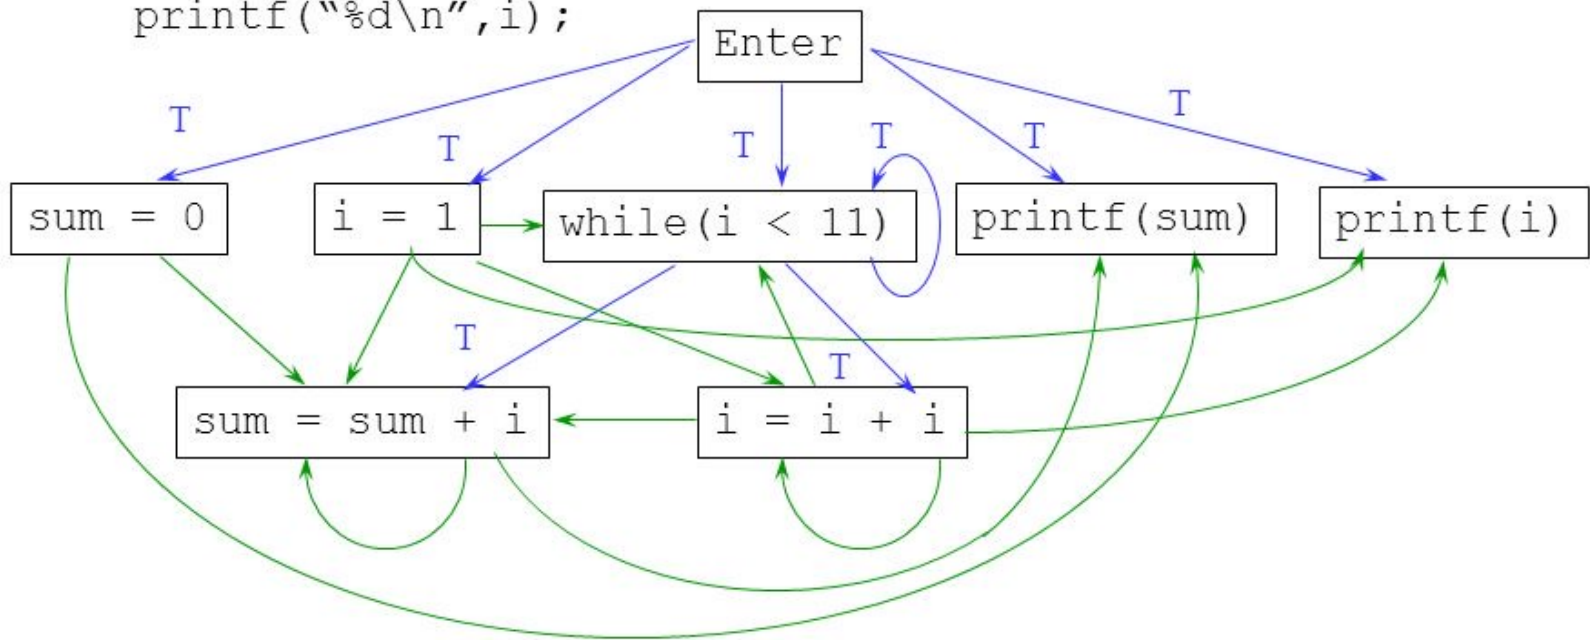 printf(“%d\n”,i);
Enter
T
T
T
T
T
T
sum = 0
i = 1
while(i < 11)
printf(sum)
printf(i)
T
T
sum = sum + i
i = i + i